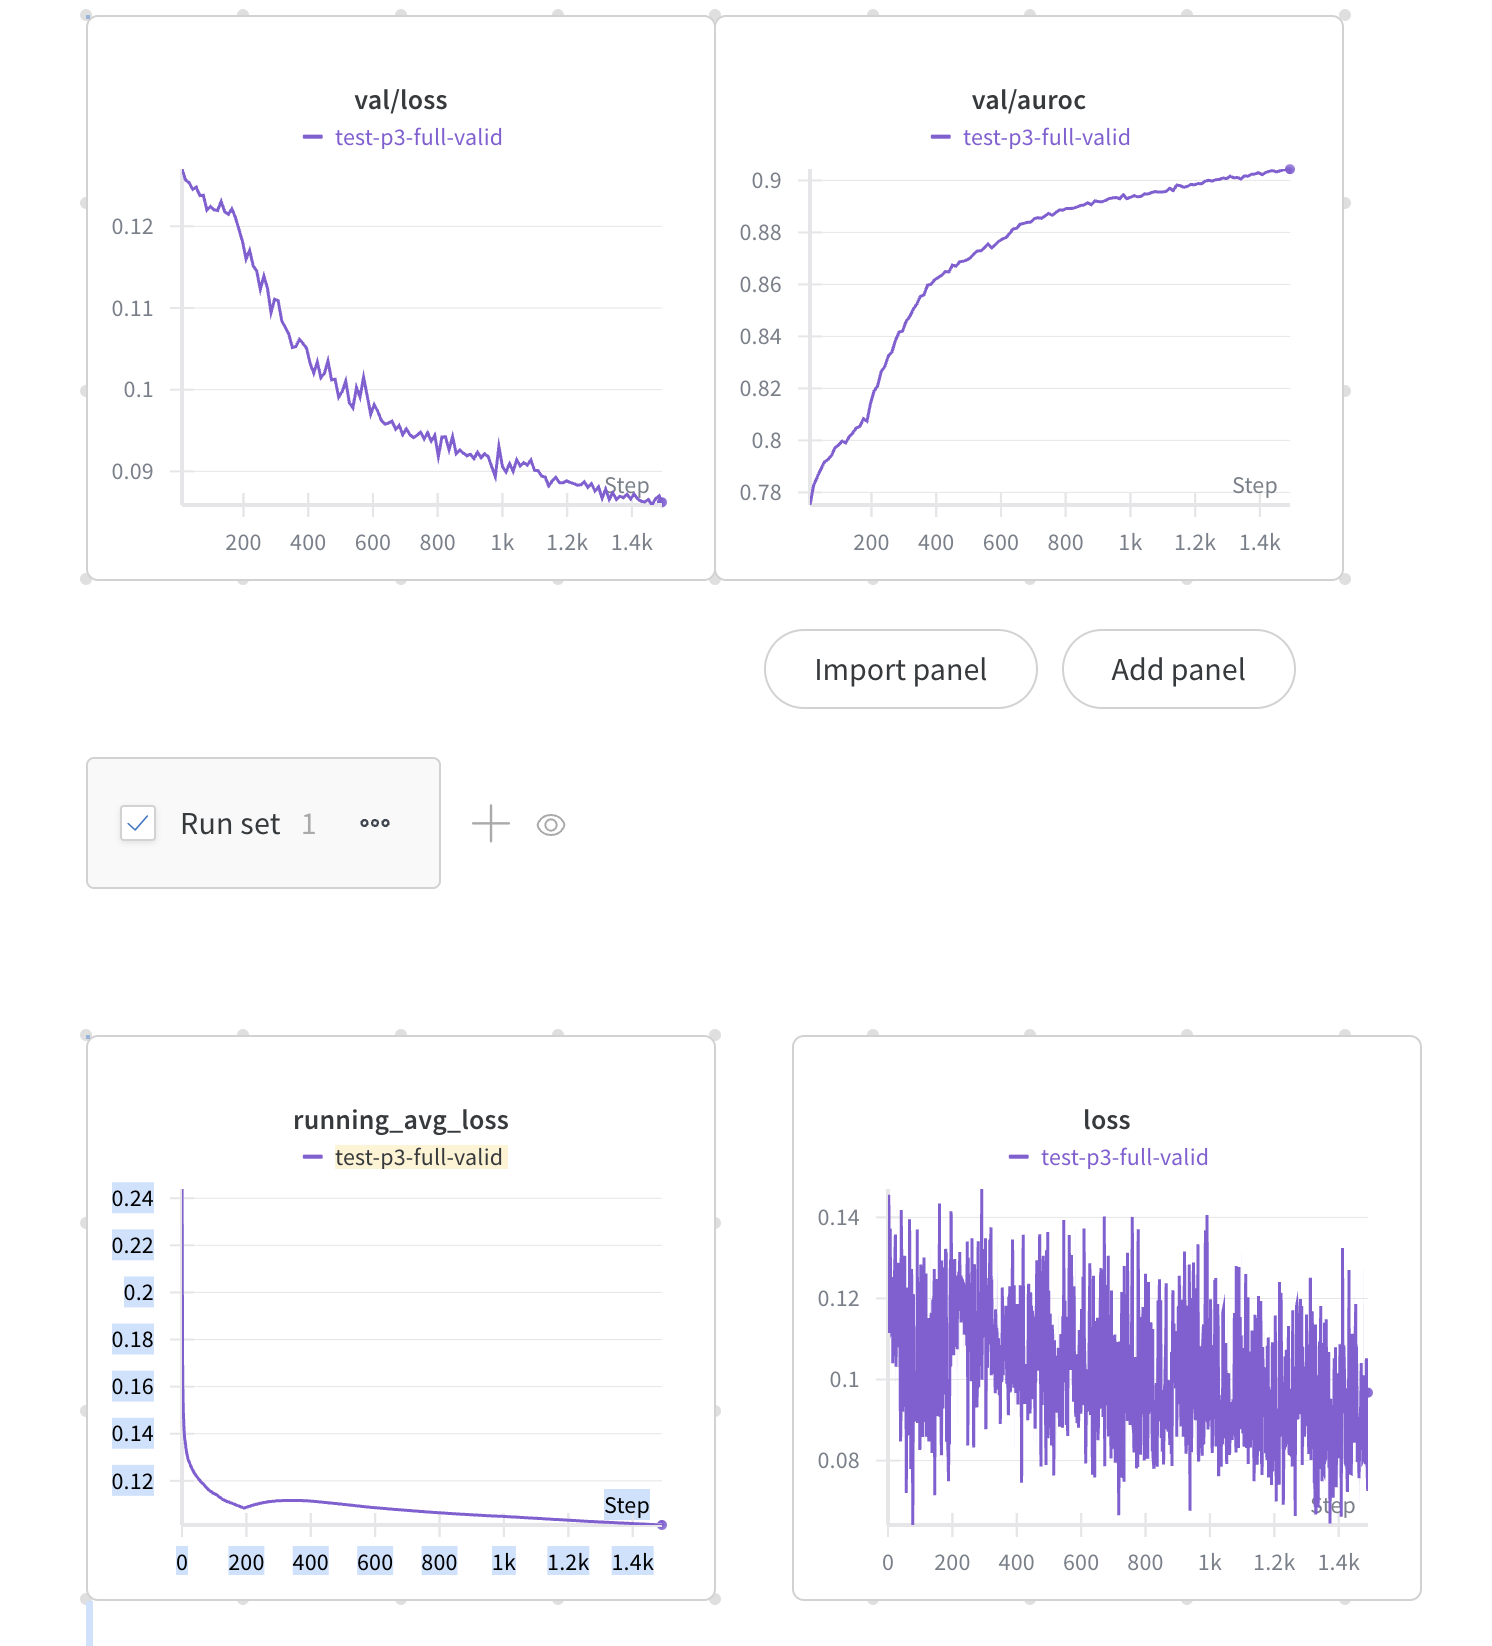 val/loss
test-p3-full-valid
0.12
0.11
0.1
0.09
Step
200 400 600 800 1k 1.2k 1.4k
val/auroc
test-p3-full-valid
0.9
0.88
0.86
0.84
0.82
0.8
0.78
Step
200 400 600 800 1k 1.2k 1.4k
Import panel
Add panel
Run set 1
running_avg_loss
test-p3-full-valid
0.24
0.22
0.2
0.18
0.16
0.14
0.12
Step
0 200 400 600 800 1k 1.2k 1.4k
loss
test-p3-full-valid
0.14
0.12
0.1
0.08
Step
0 200 400 600 800 1k 1.2k 1.4k